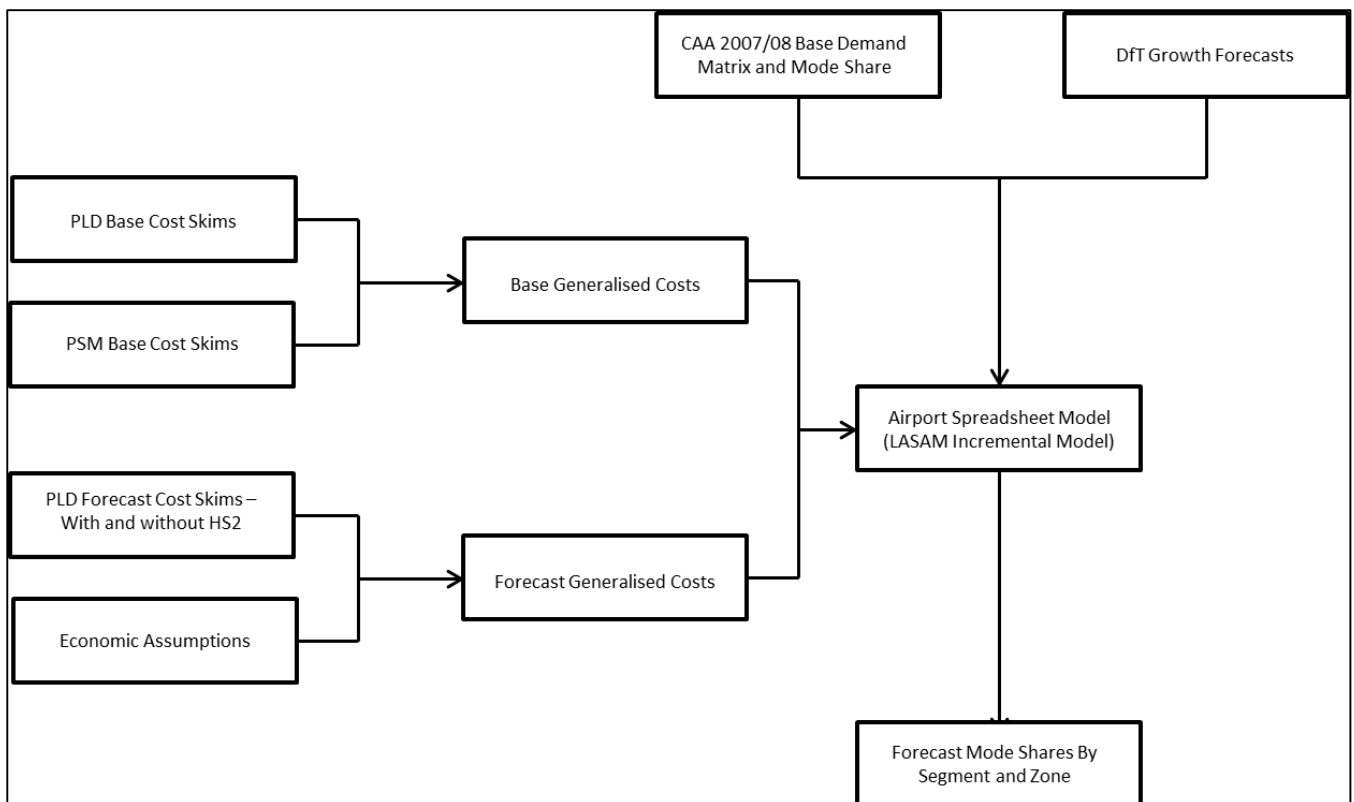 CAA 2007/08 Base Demand
Matrix and Mode Share
DfT Growth Forecasts
PLD Base Cost Skims
PSM Base Cost Skims
Base Generalised Costs
Airport Spreadsheet Model
(LASAM Incremental Model)
PLD Forecast Cost Skims –
With and without HS2
Forecast Generalised Costs
Economic Assumptions
Forecast Mode Shares By
Segment and Zone